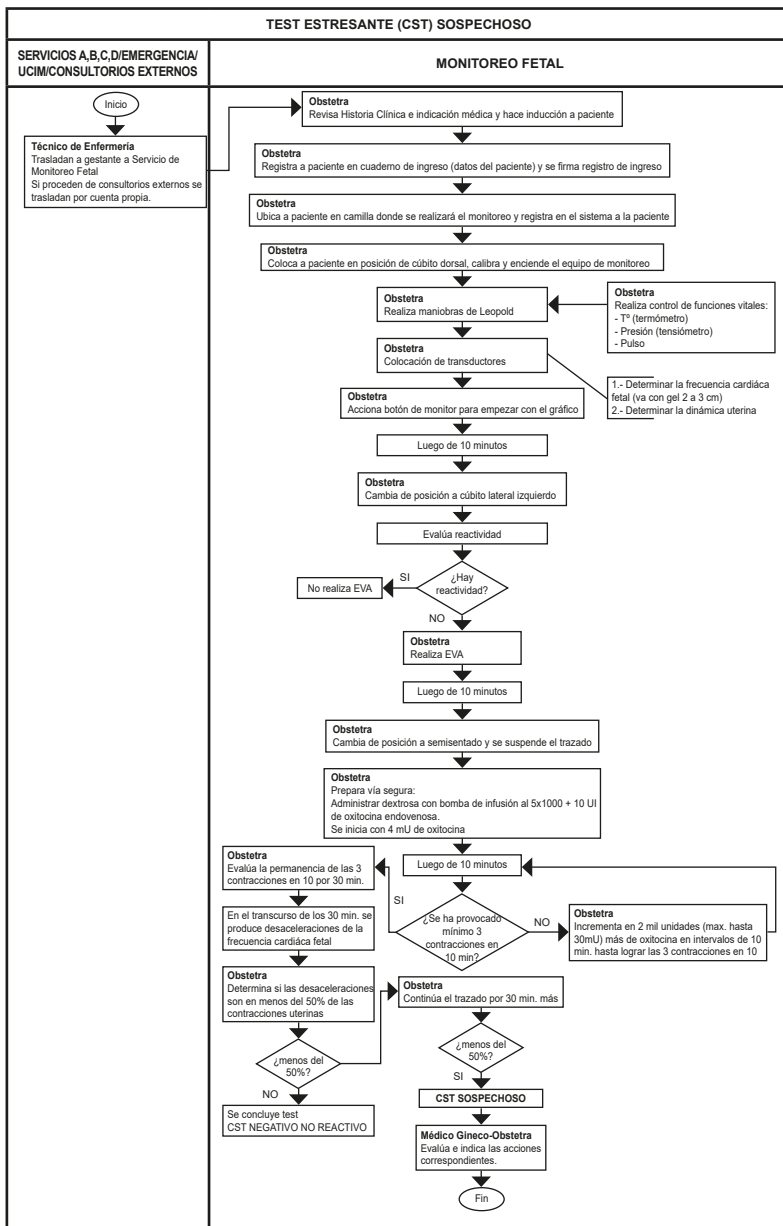 TEST ESTRESANTE (CST) SOSPECHOSO
SERVICIOS A,B,C,D/EMERGENCIA/
UCIM/CONSULTORIOS EXTERNOS
MONITOREO FETAL
Inicio
Técnico de Enfermería
Trasladan a gestante a Servicio de
Monitoreo Fetal
Si proceden de consultorios externos se
trasladan por cuenta propia.
Obstetra
Revisa Historia Clínica e indicación médica y hace inducción a paciente
Obstetra
Registra a paciente en cuaderno de ingreso (datos del paciente) y se firma registro de ingreso
Obstetra
Ubica a paciente en camilla donde se realizará el monitoreo y registra en el sistema a la paciente
Obstetra
Coloca a paciente en posición de cúbito dorsal, calibra y enciende el equipo de monitoreo
Obstetra
Realiza maniobras de Leopold
Obstetra
Realiza control de funciones vitales:
- Tº (termómetro)
- Presión (tensiómetro)
- Pulso
Obstetra
Colocación de transductores
1.- Determinar la frecuencia cardiáca
fetal (va con gel 2 a 3 cm)
2.- Determinar la dinámica uterina
Obstetra
Acciona botón de monitor para empezar con el gráfico
Luego de 10 minutos
Obstetra
Cambia de posición a cúbito lateral izquierdo
Evalúa reactividad
¿Hay
reactividad?
SI
No realiza EVA
NO
Obstetra
Realiza EVA
Luego de 10 minutos
Obstetra
Cambia de posición a semisentado y se suspende el trazado
Obstetra
Prepara vía segura:
Administrar dextrosa con bomba de infusión al 5x1000 + 10 UI
de oxitocina endovenosa.
Se inicia con 4 mU de oxitocina
Luego de 10 minutos
¿Se ha provocado
mínimo 3
contracciones en
10 min?
NO
Obstetra
Incrementa en 2 mil unidades (max. hasta
30mU) más de oxitocina en intervalos de 10
min. hasta lograr las 3 contracciones en 10
SI
Obstetra
Evalúa la permanencia de las 3
contracciones en 10 por 30 min.
En el transcurso de los 30 min. se
produce desaceleraciones de la
frecuencia cardiáca fetal
Obstetra
Determina si las desaceleraciones
son en menos del 50% de las
contracciones uterinas
¿menos del
50%?
NO
Se concluye test
CST NEGATIVO NO REACTIVO
Obstetra
Continúa el trazado por 30 min. más
¿menos del
50%?
SI
CST SOSPECHOSO
Médico Gineco-Obstetra
Evalúa e indica las acciones
correspondientes.
Fin